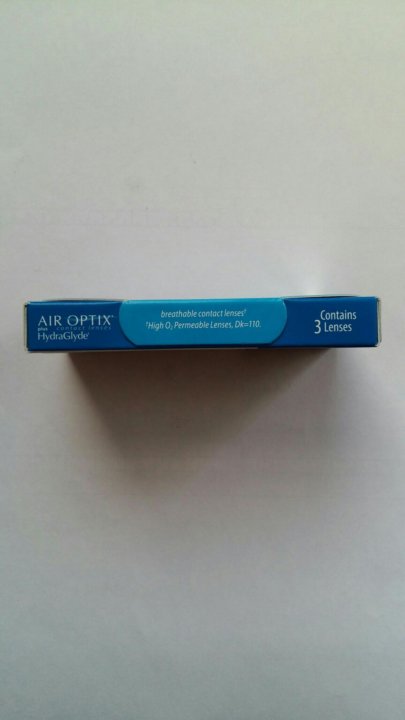 AIR OPTIX®
plus contact lenses
HydraGlyde®
breathable contact lenses†
†High O₂ Permeable Lenses, Dk=110.
Contains
3 Lenses